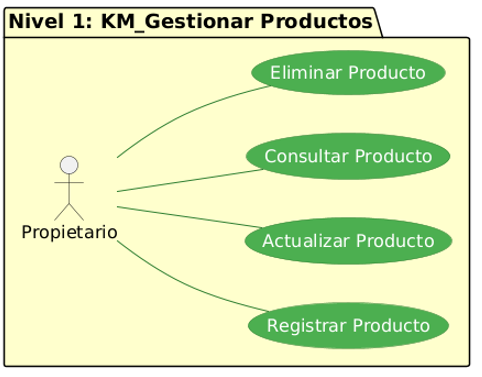 Nivel 1: KM_Gestionar Productos
Eliminar Producto
Consultar Producto
Propietario
Actualizar Producto
Registrar Producto